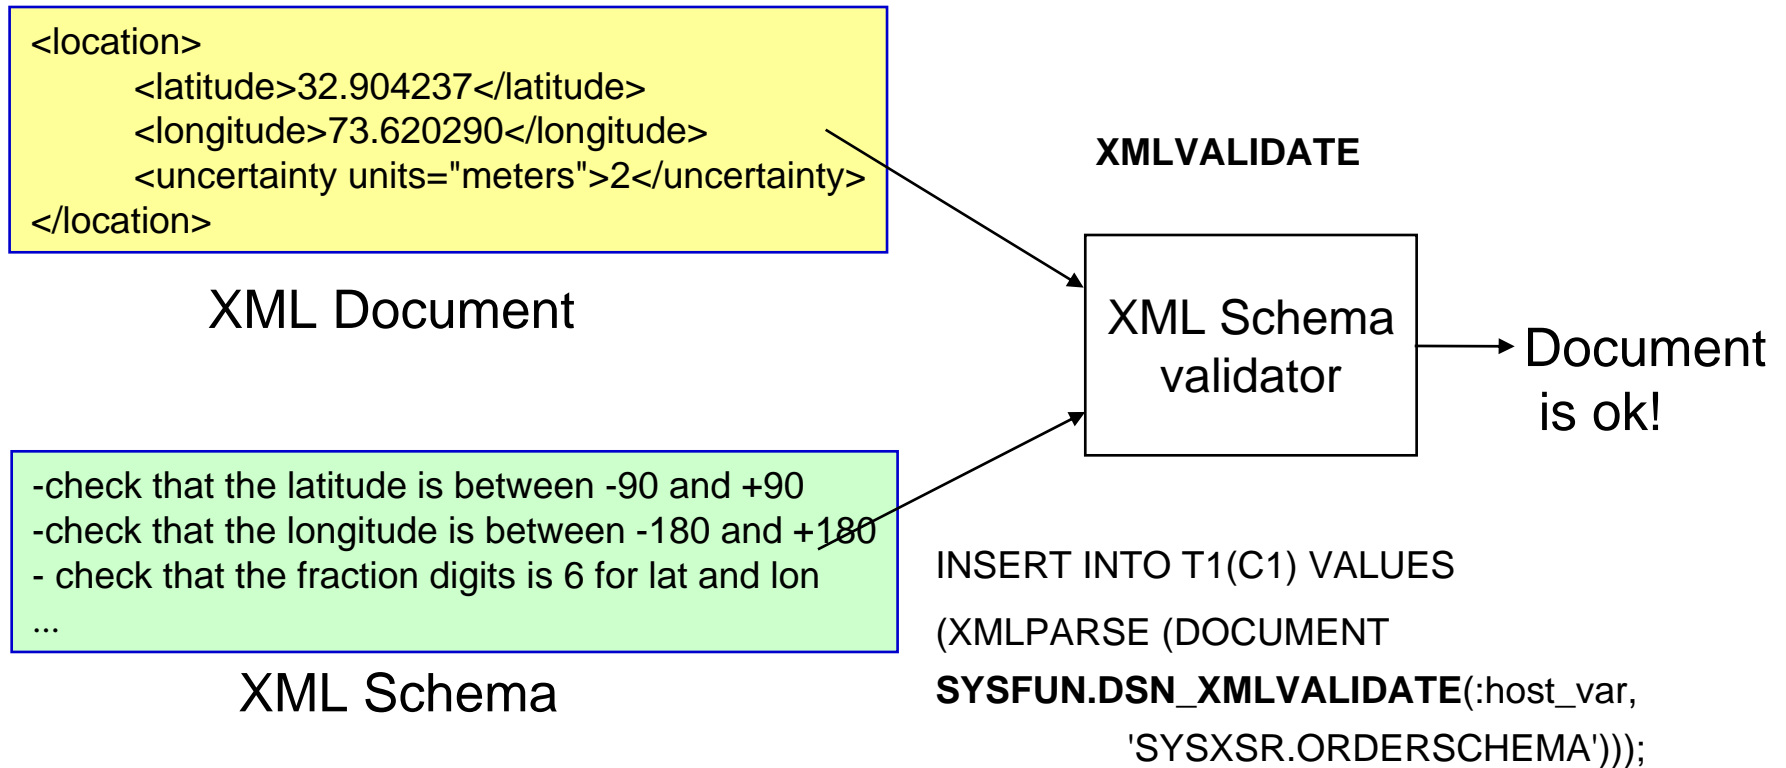 <location>
<latitude>32.904237</latitude>
<longitude>73.620290</longitude>
<uncertainty units="meters">2</uncertainty>
</location>
XML Document
-check that the latitude is between -90 and +90
-check that the longitude is between -180 and +180
- check that the fraction digits is 6 for lat and lon
...
XML Schema
XMLVALIDATE
XML Schema
validator
Document
is ok!
INSERT INTO T1(C1) VALUES
(XMLPARSE (DOCUMENT
SYSFUN.DSN_XMLVALIDATE(:host_var,
'SYSXSR.ORDERSCHEMA')));